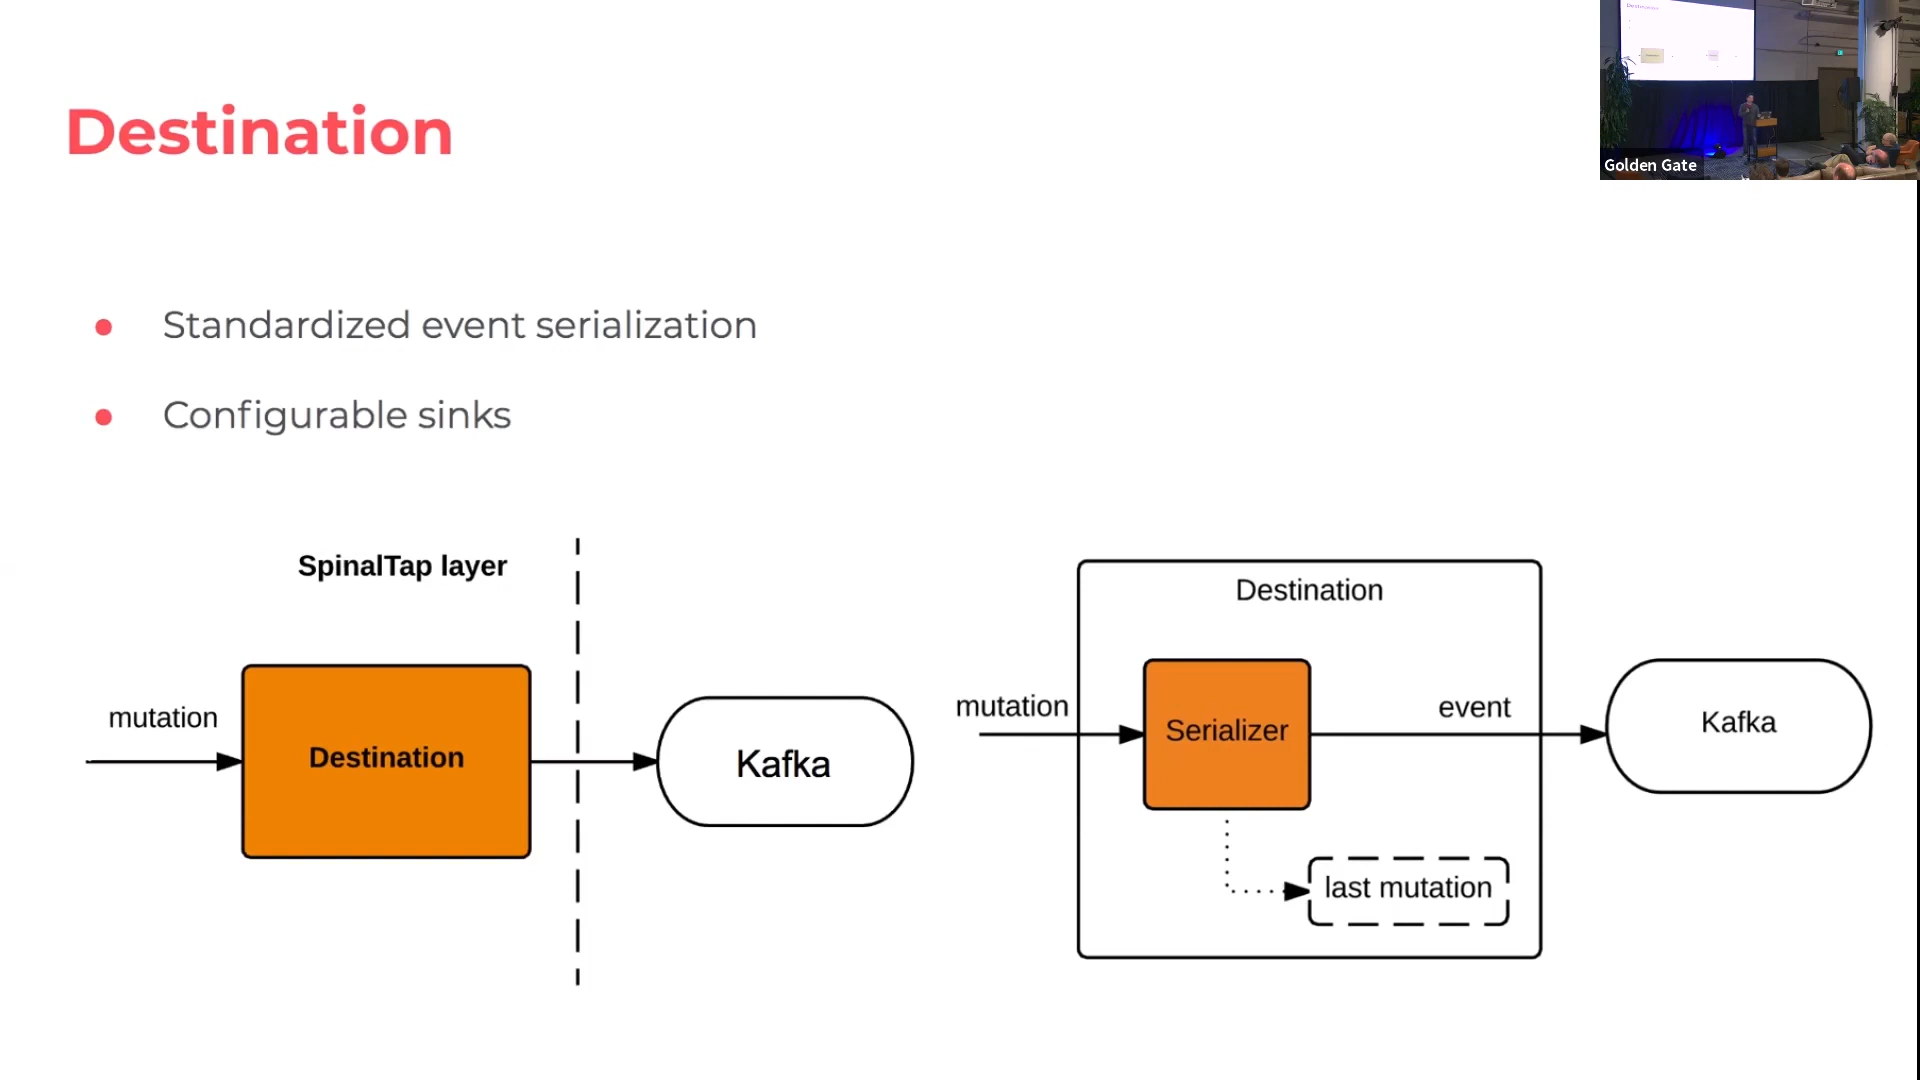 Destination
Golden Gate
Standardized event serialization
Configurable sinks
SpinalTap layer
mutation
Destination
Kafka
Destination
mutation
Serializer
event
Kafka
last mutation